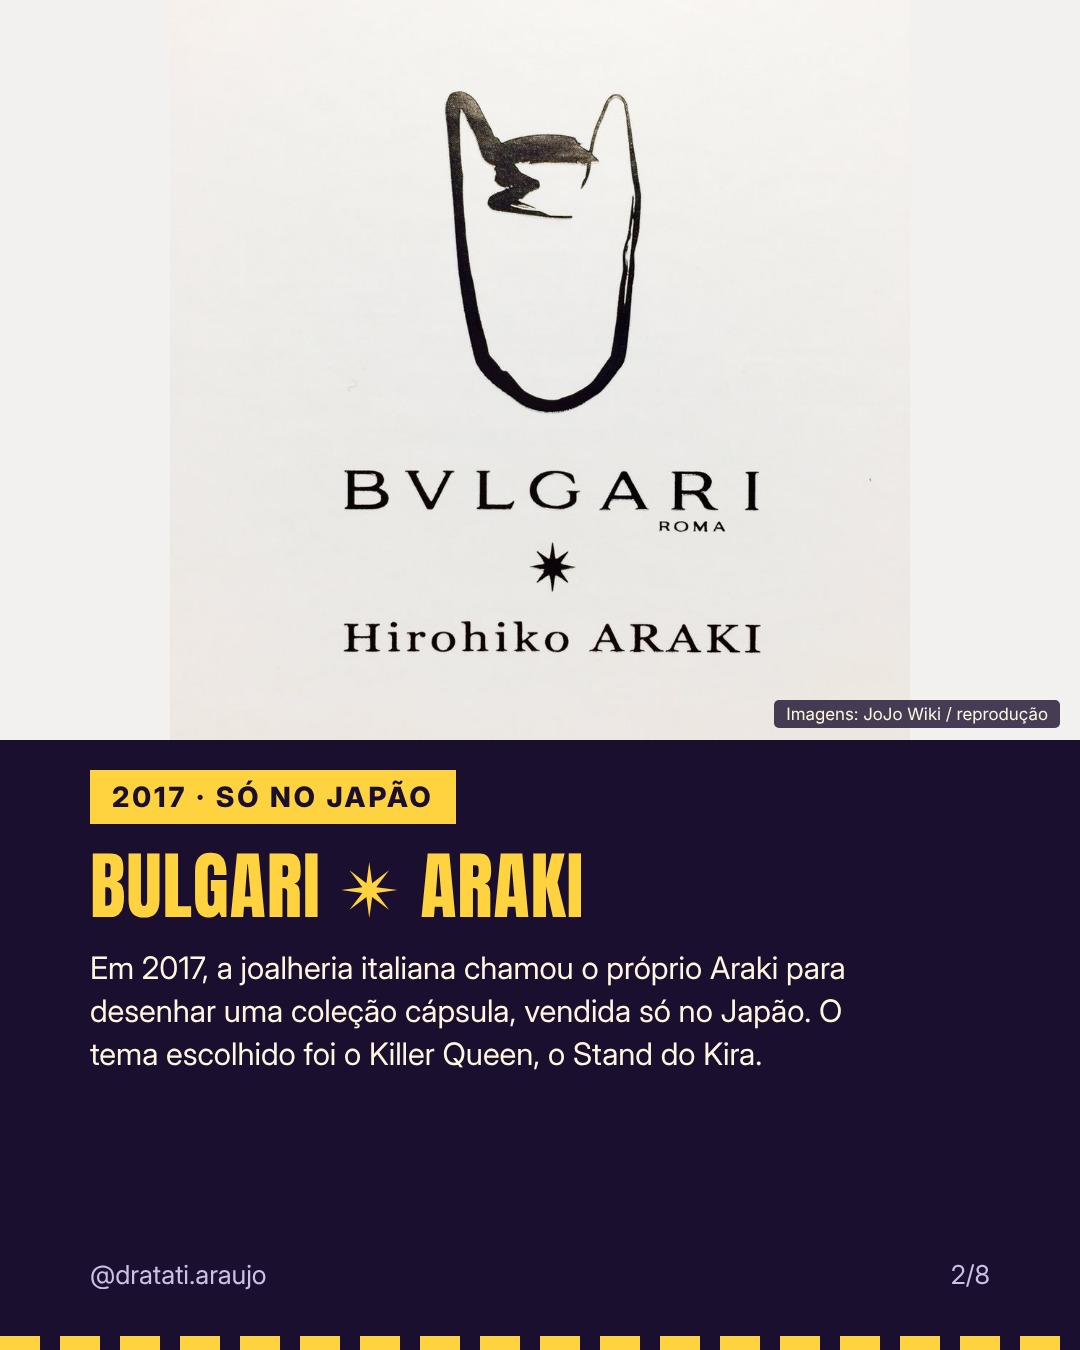 BVLGARI
ROMA
Hirohiko ARAKI
Imagens: JoJo Wiki / reprodução
2017 · SÓ NO JAPÃO
BULGARI ✴ ARAKI
Em 2017, a joalheria italiana chamou o próprio Araki para
desenhar uma coleção cápsula, vendida só no Japão. O
tema escolhido foi o Killer Queen, o Stand do Kira.
@dratati.araujo
2/8